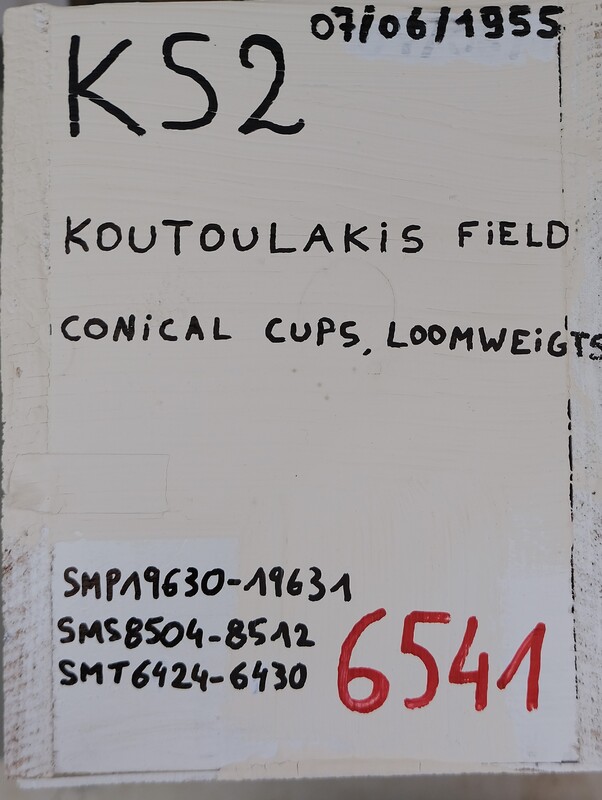 07/06/1955
KS2
KOUTOULAKiS FiELD
CONiCAL CUPS, LOOMWEiGTS
SMP19630-19631
SMS8504-8512
SMT6424-6430
6541